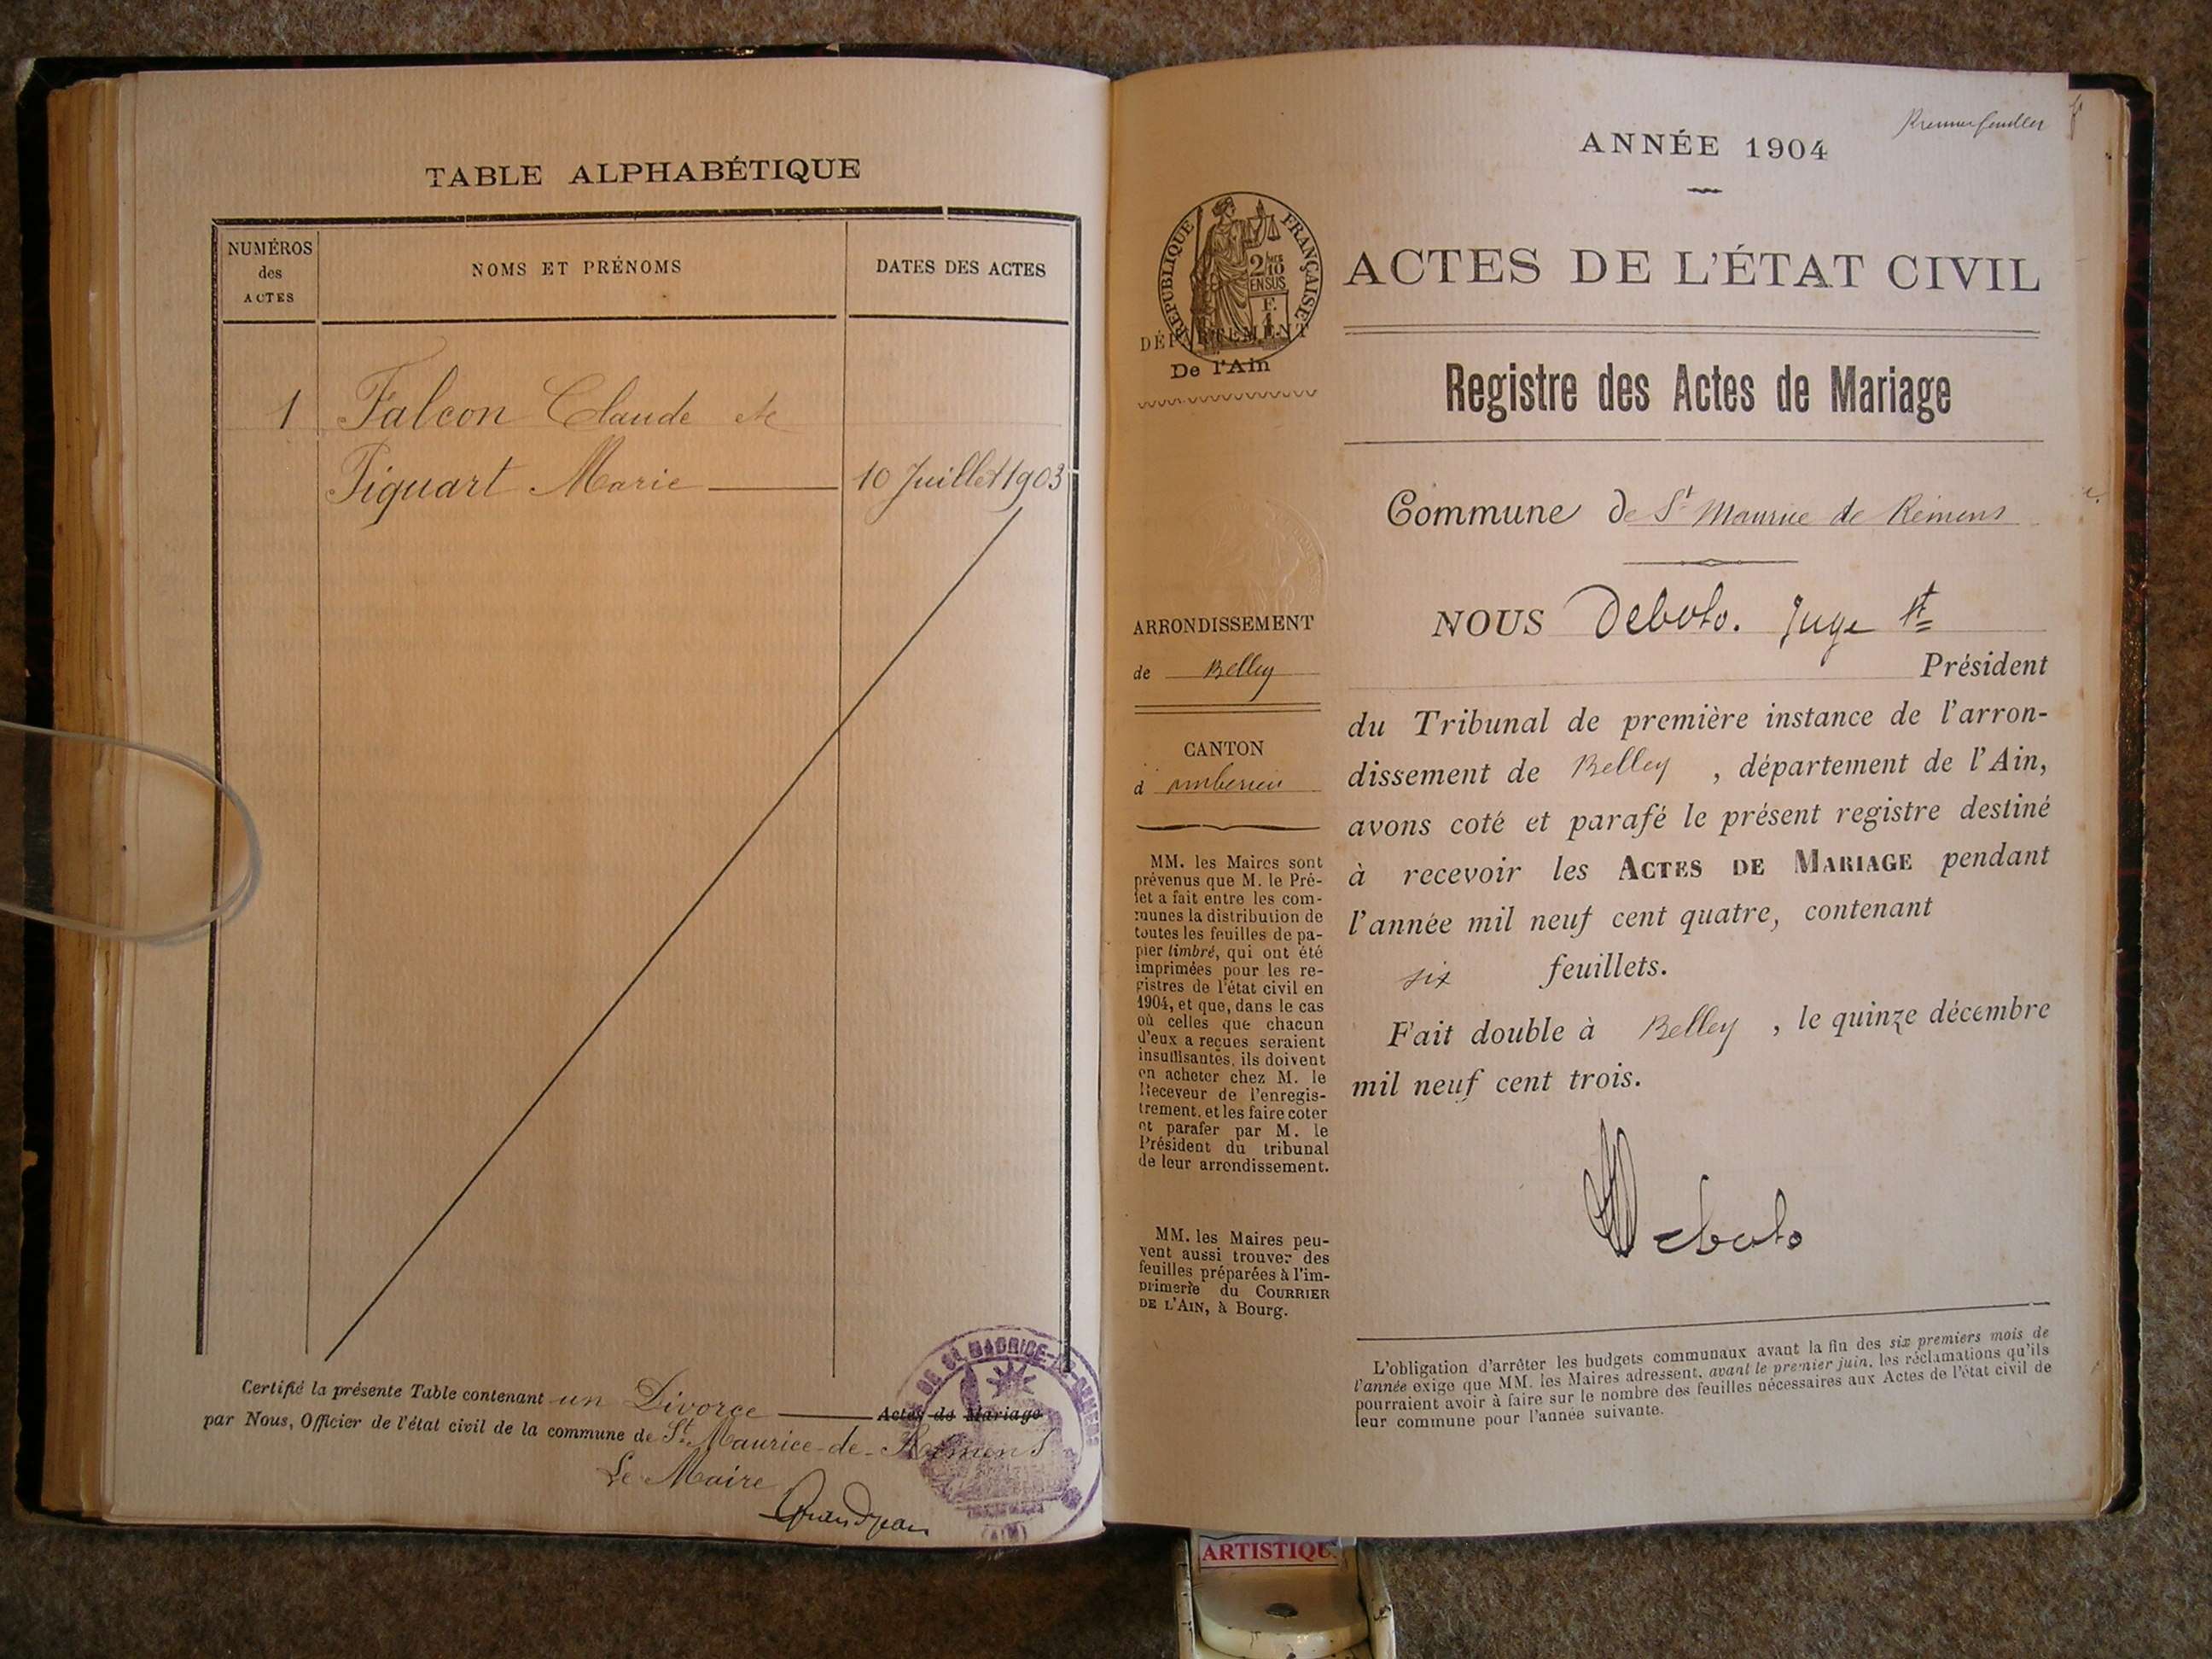 TABLE ALPHABÉTIQUE
NUMÉROS
des
ACTES
NOMS ET PRÉNOMS
DATES DES ACTES
1 Falcon Claude et
Piquart Marie 10 Juillet 1903
Certifié la présente Table contenant un Divorce Actes de Mariage
par Nous, Officier de l'état civil de la commune de St Maurice-de-Rémens
Le Maire
Grandjean
(AIN)
Premier feuillet
ANNÉE 1904
RÉPUBLIQUE FRANÇAISE
2/10
EN SUS
DÉPARTEMENT
De l'Ain
ACTES DE L'ÉTAT CIVIL
Registre des Actes de Mariage
Commune de St Maurice de Rémens
ARRONDISSEMENT
de Belley
CANTON
d'ambérieu
MM. les Maires sont
prévenus que M. le Pré-
fet a fait entre les com-
munes la distribution de
toutes les feuilles de pa-
pier timbré, qui ont été
imprimées pour les re-
gistres de l'état civil en
1904, et que, dans le cas
où celles que chacun
d'eux a reçues seraient
insuffisantes, ils doivent
en acheter chez M. le
Receveur de l'enregis-
trement, et les faire coter
et parafer par M. le
Président du tribunal
de leur arrondissement.
MM. les Maires peu-
vent aussi trouver des
feuilles préparées à l'im-
primerie du COURRIER
DE L'AIN, à Bourg.
NOUS Juge
Président
du Tribunal de première instance de l'arron-
dissement de Belley, département de l'Ain,
avons coté et parafé le présent registre destiné
à recevoir les ACTES DE MARIAGE pendant
l'année mil neuf cent quatre, contenant
six feuillets.
Fait double à Belley, le quinze décembre
mil neuf cent trois.
L'obligation d'arrêter les budgets communaux avant la fin des six premiers mois de
l'année exige que MM. les Maires adressent, avant le premier juin, les réclamations qu'ils
pourraient avoir à faire sur le nombre des feuilles nécessaires aux Actes de l'état civil de
leur commune pour l'année suivante.
ARTISTIQU